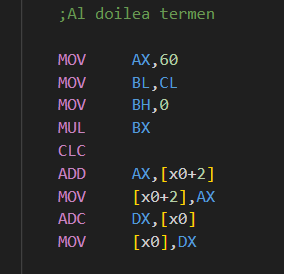 ;Al doilea termen
MOV AX,60
MOV BL,CL
MOV BH,0
MUL BX
CLC
ADD AX,[x0+2]
MOV [x0+2],AX
ADC DX,[x0]
MOV [x0],DX